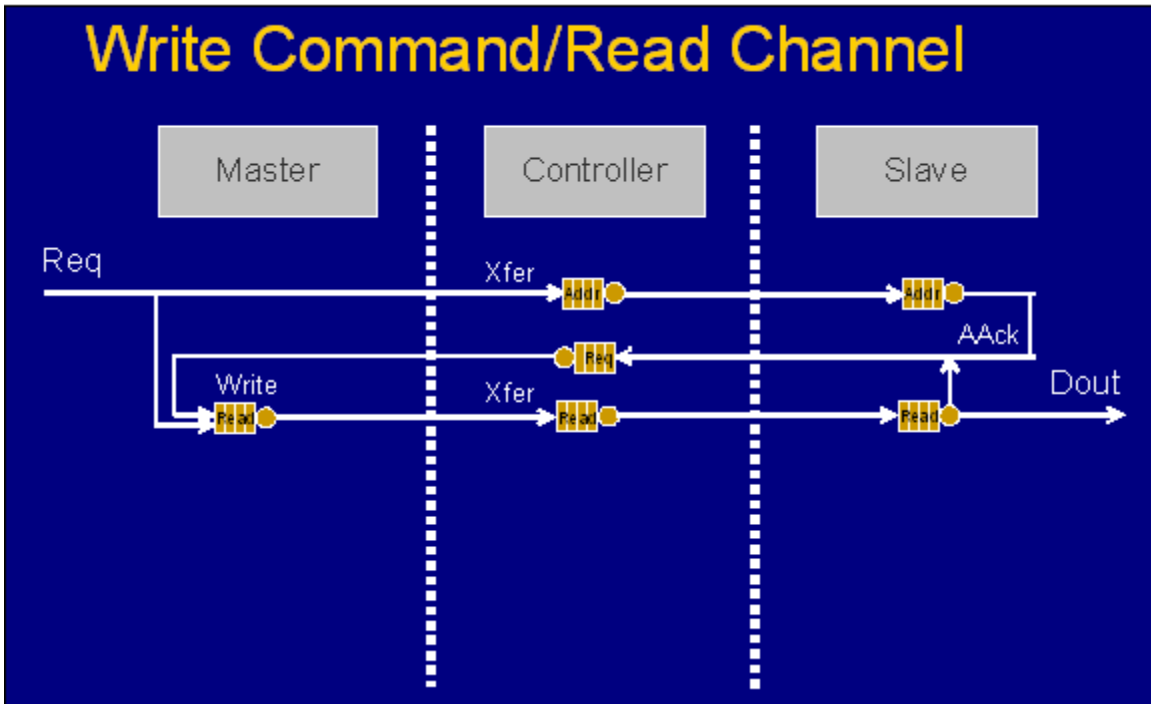 Write Command/Read Channel
Master Controller Slave
Req
Xfer
Addr Addr
AAck
Req
Dout
Write Xfer
Read Read Read